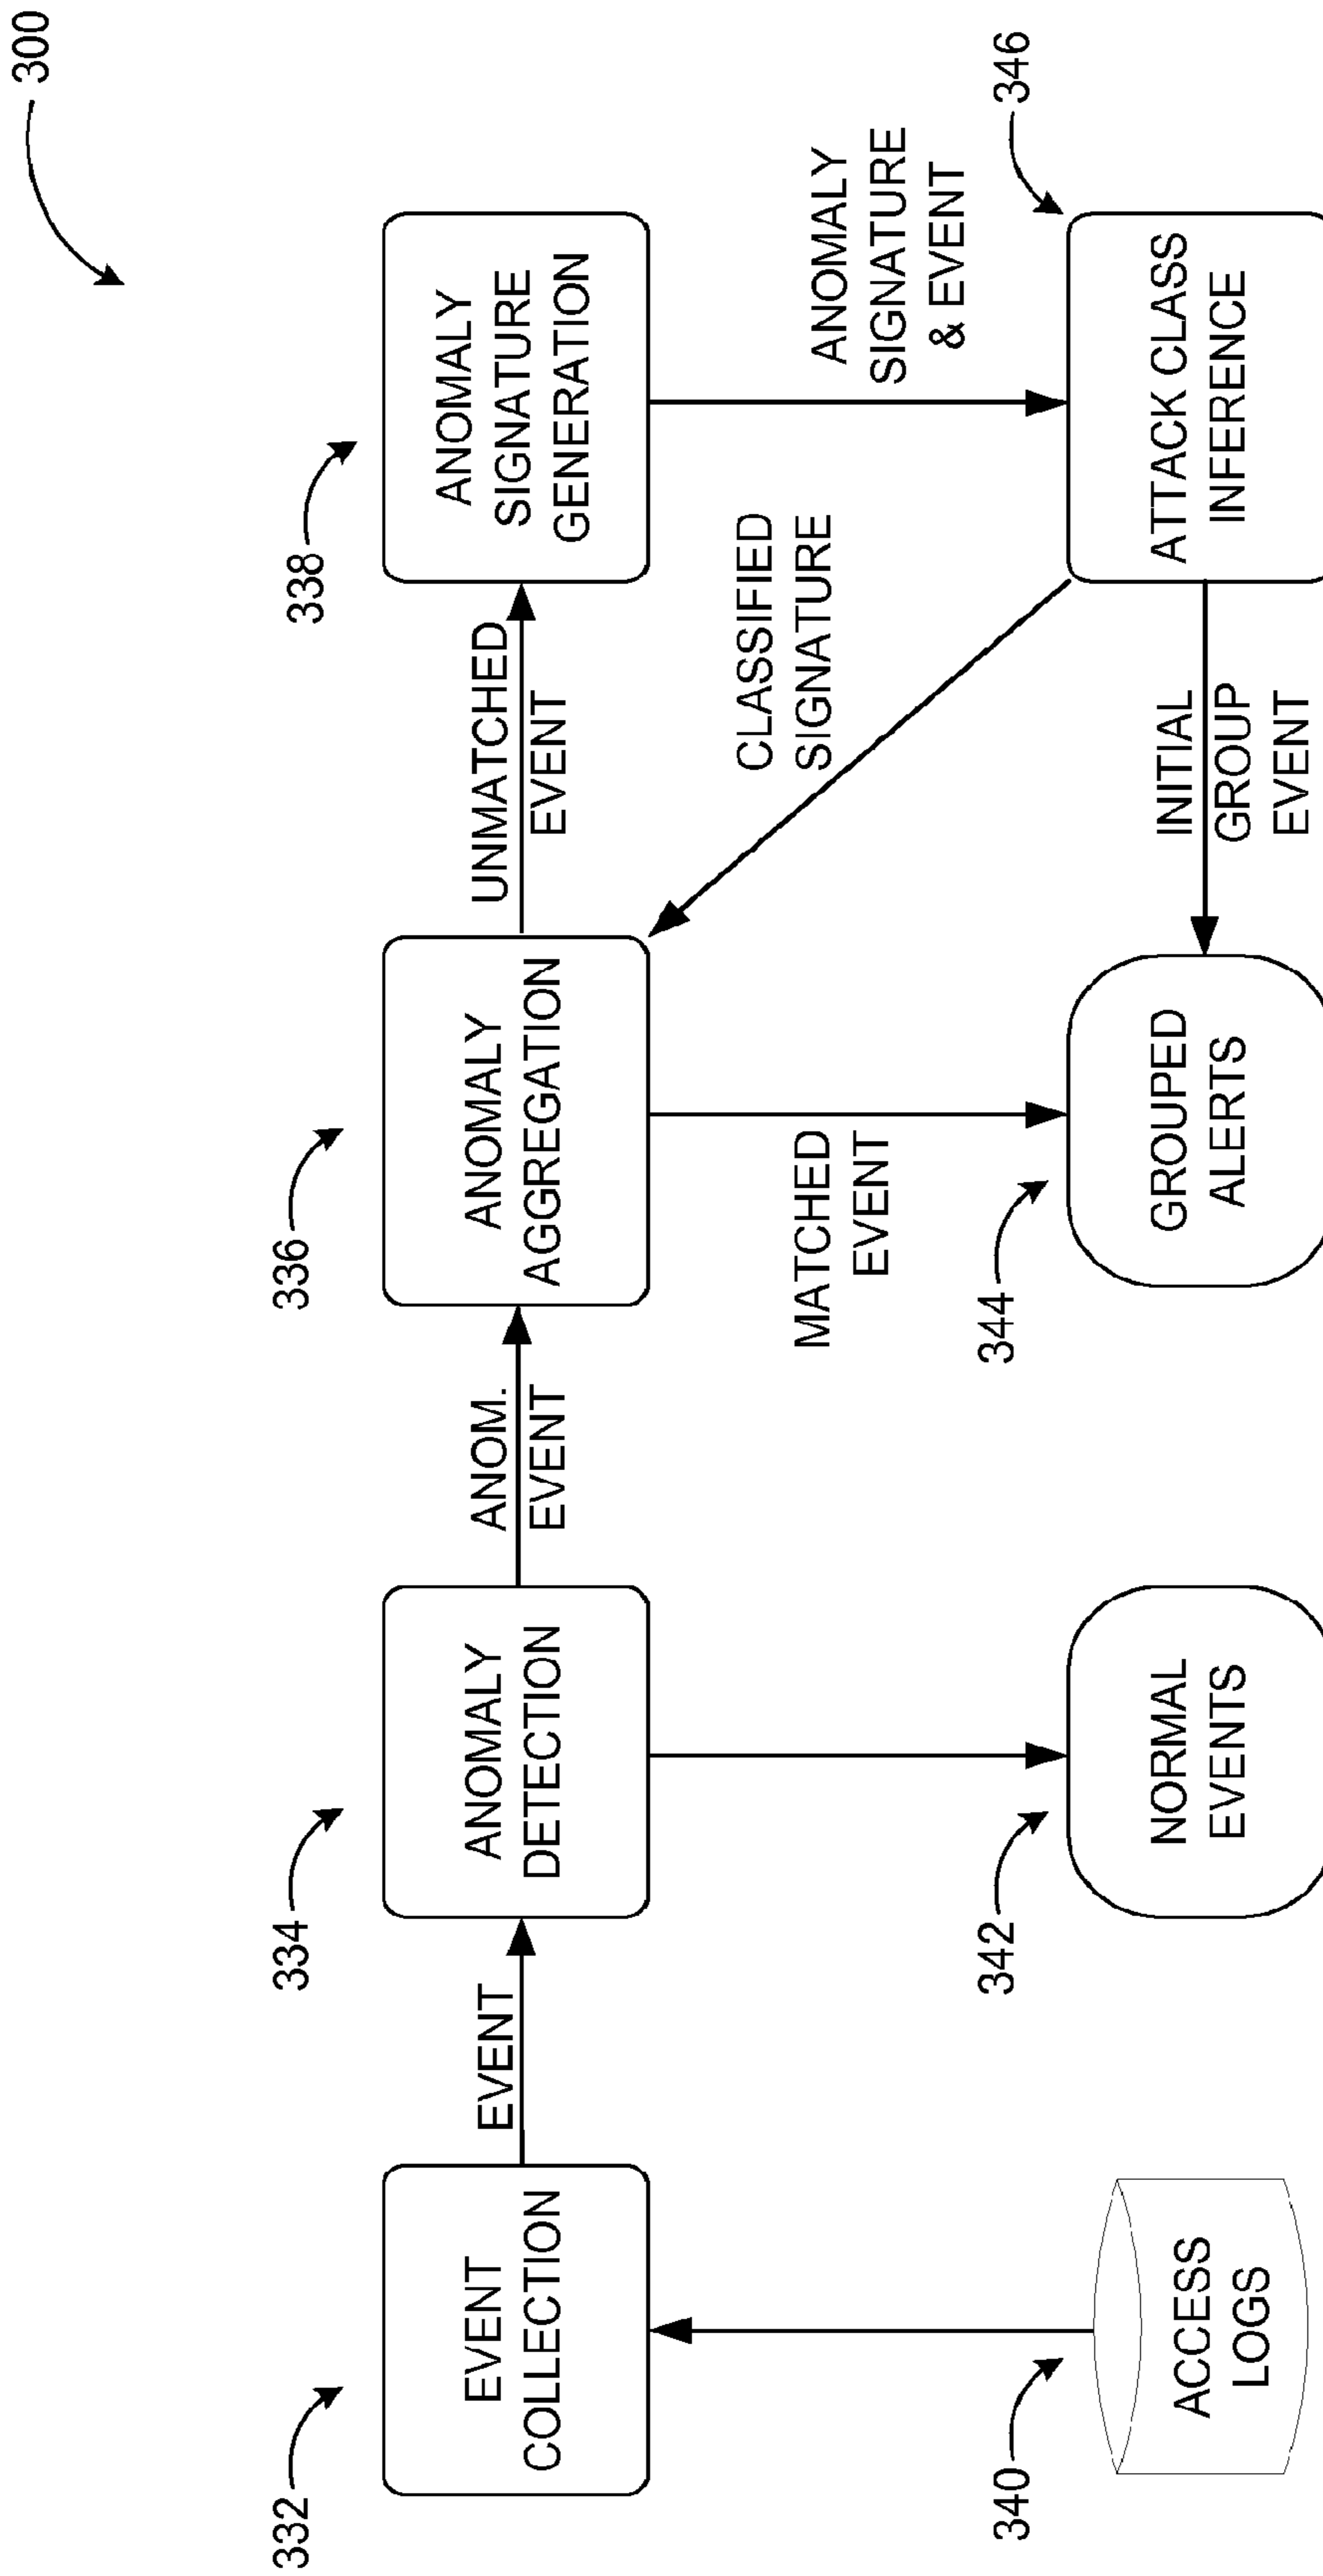 300
332
334
336
338
EVENT
COLLECTION
EVENT
ANOMALY
DETECTION
ANOM.
EVENT
ANOMALY
AGGREGATION
UNMATCHED
EVENT
ANOMALY
SIGNATURE
GENERATION
MATCHED
EVENT
CLASSIFIED
SIGNATURE
ANOMALY
SIGNATURE
& EVENT
340
342
344
346
ACCESS
LOGS
NORMAL
EVENTS
GROUPED
ALERTS
INITIAL
GROUP
EVENT
ATTACK CLASS
INFERENCE